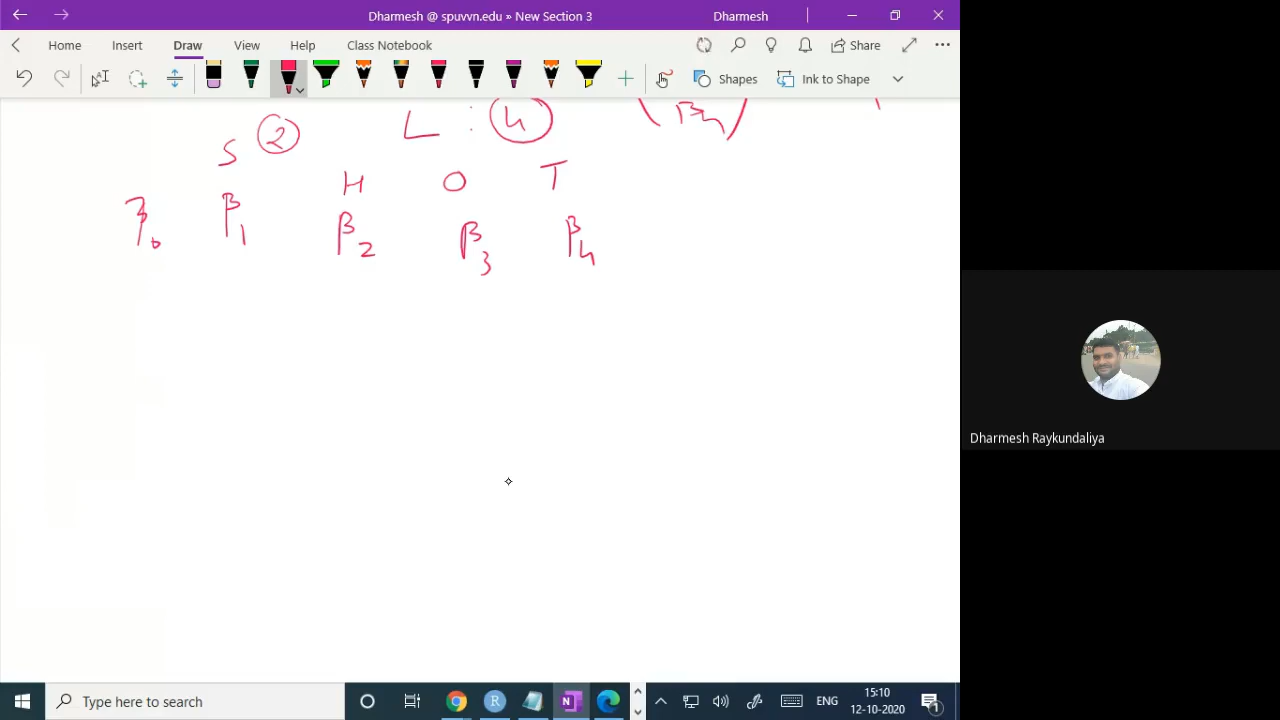 Dharmesh @ spuvvn.edu » New Section 3
Dharmesh
Home Insert Draw View Help Class Notebook
Share
Shapes
Ink to Shape
L : 4
S 2
H O T
β0 β1 β2 β3 β4
Dharmesh Raykundaliya
Type here to search
R
N
ENG
15:10
12-10-2020
1